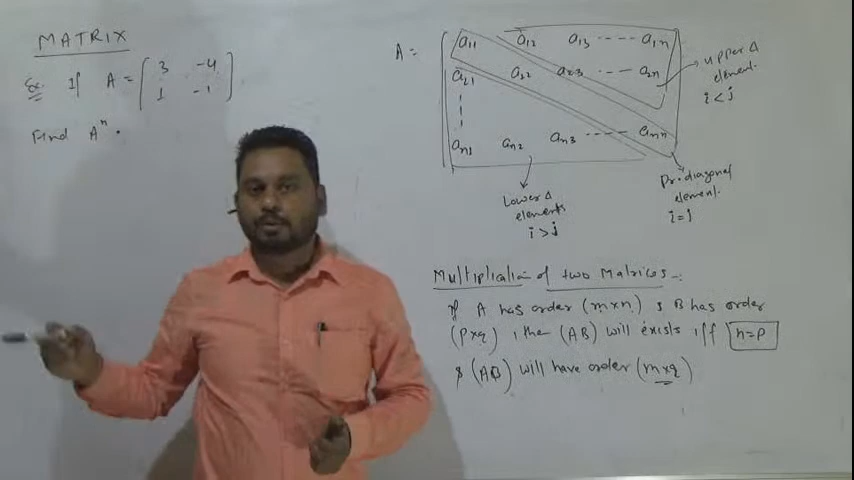 MATRIX
Ex. If A = [ 3 -4
1 -1 ]
Find Aⁿ.
A =
a11 a12 a13 ---- a1n
a21 a22 a23 ---- a2n
an1 an2 an3 ---- ann
upper Δ
element.
i < j
Lower Δ
elements
i > j
Pr. diagonal
element.
i = j
Multiplication of two Matrices -:
If A has order (m×n) & B has order
(p×q) , then (AB) will exists iff n=p
& (AB) will have order (m×q)